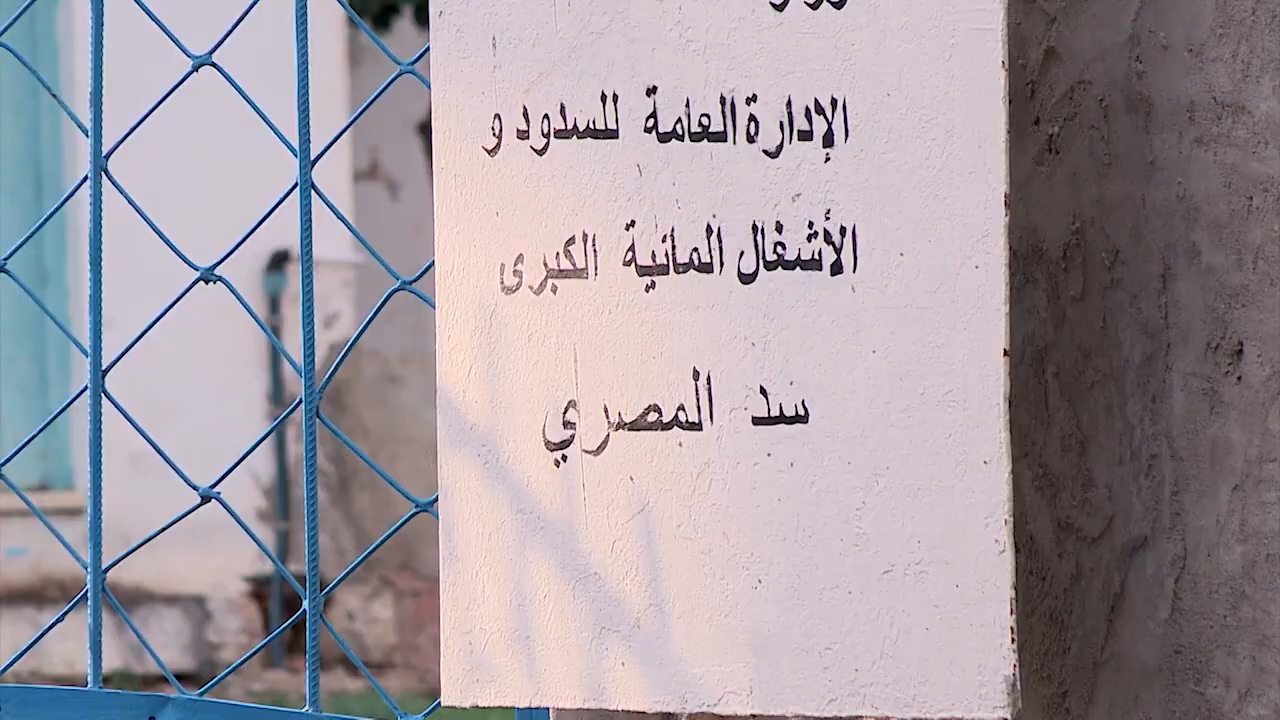 الإدارة العامة للسدود و
الأشغال المائية الكبرى
سد المصري